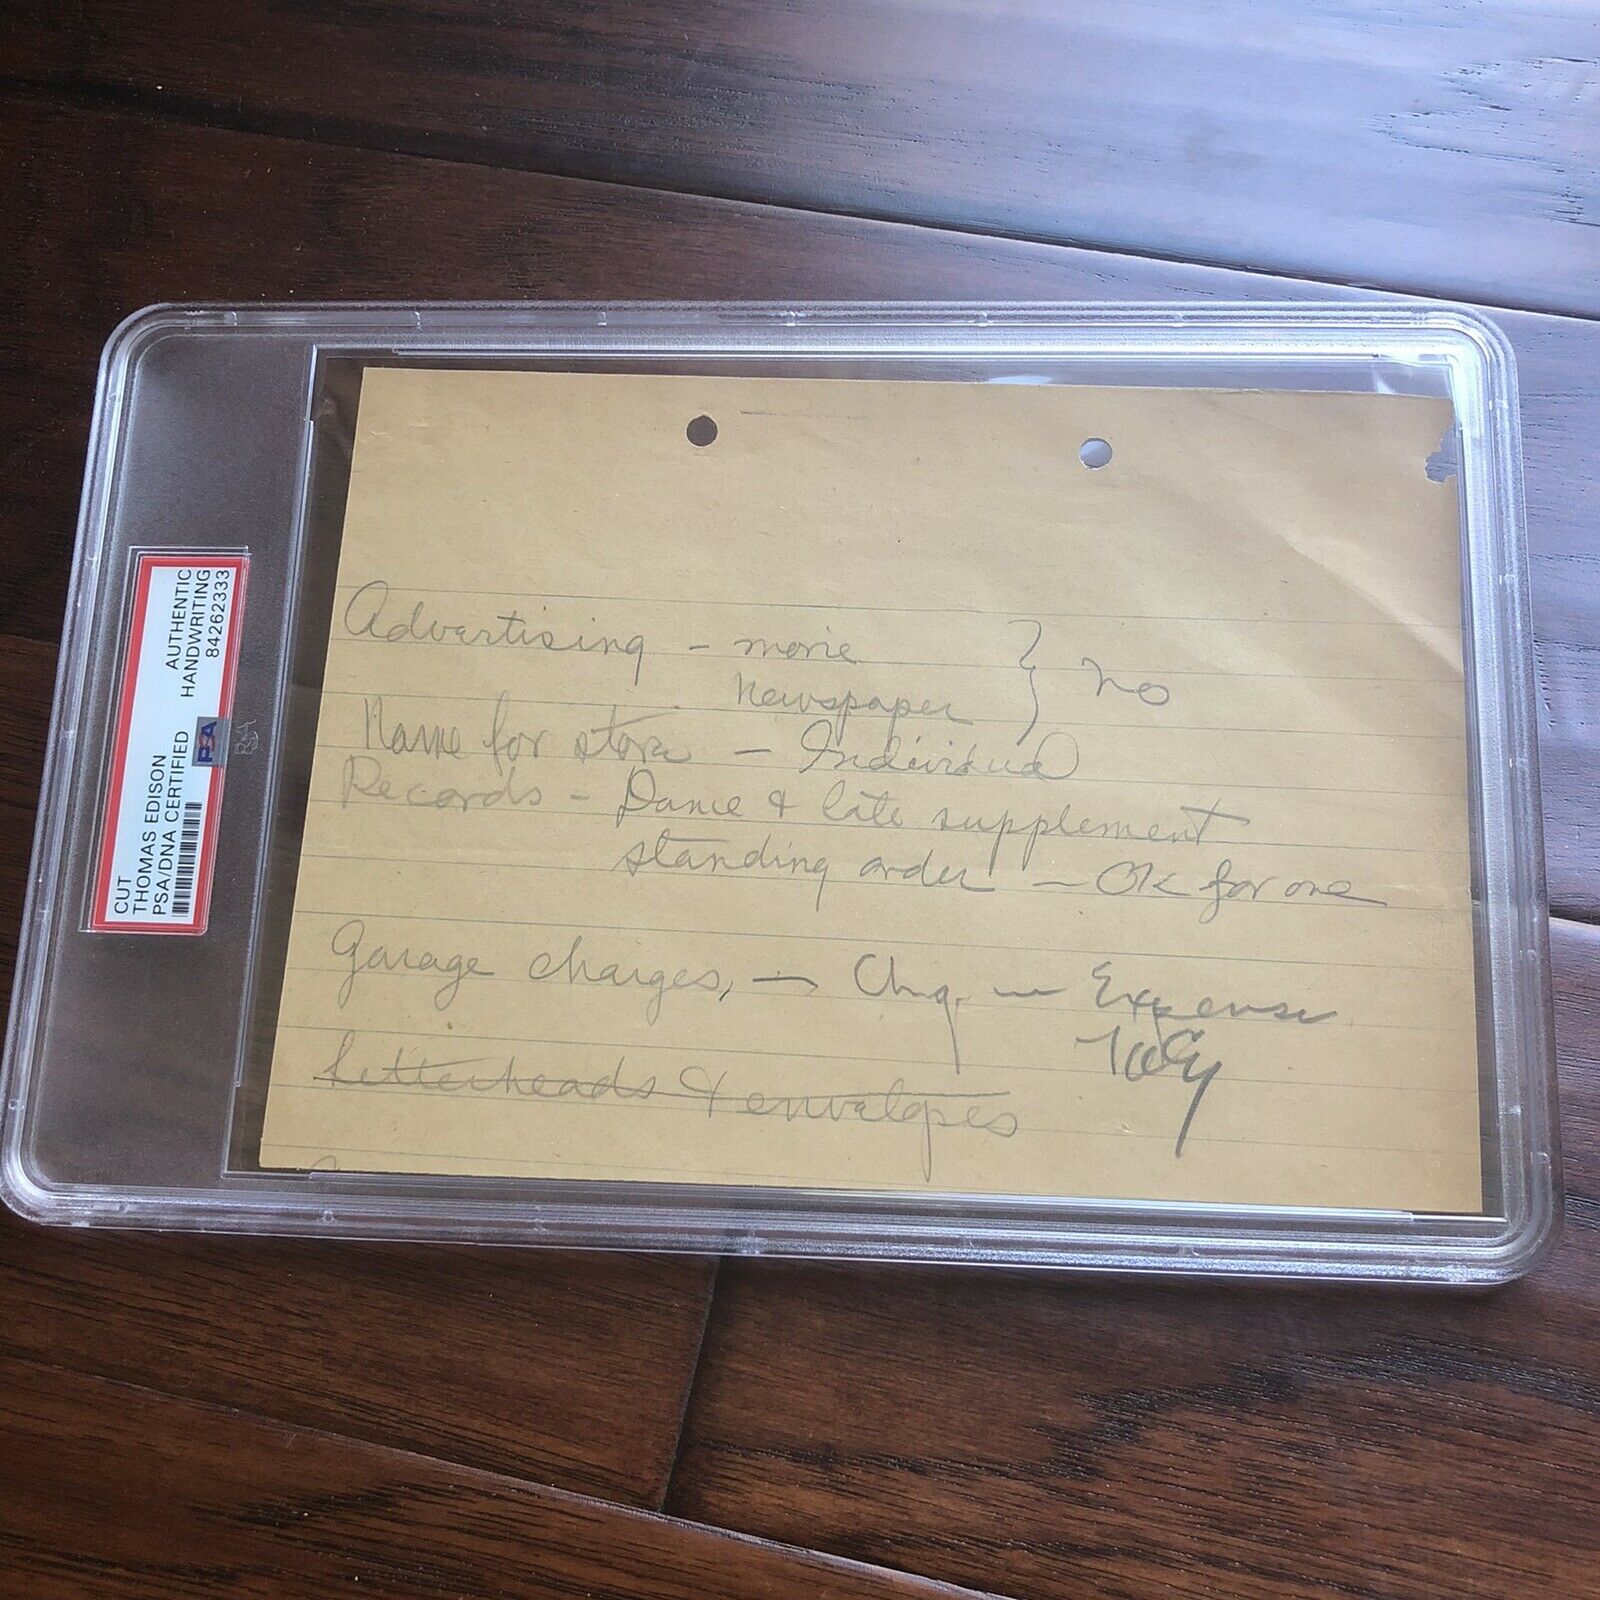 CUT
THOMAS EDISON
PSA/DNA CERTIFIED
AUTHENTIC
HANDWRITING
84262333
PSA
Advertising - movie } no
Newspaper
Name for store - Individual
Records - Dance & late supplement
standing order - OK for one
Garage charges, - Chg. - Expense
Letterheads & envelopes